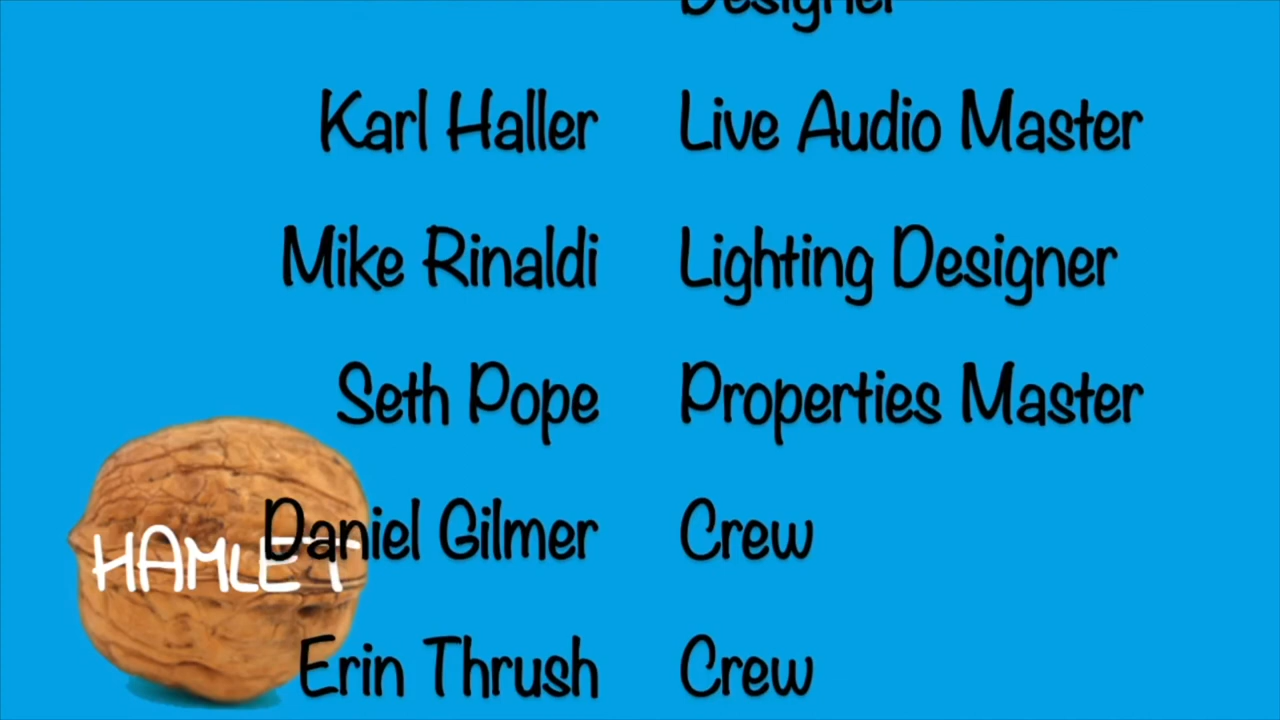 Designer
Karl Haller Live Audio Master
Mike Rinaldi Lighting Designer
Seth Pope Properties Master
Daniel Gilmer Crew
HAMLET
Erin Thrush Crew